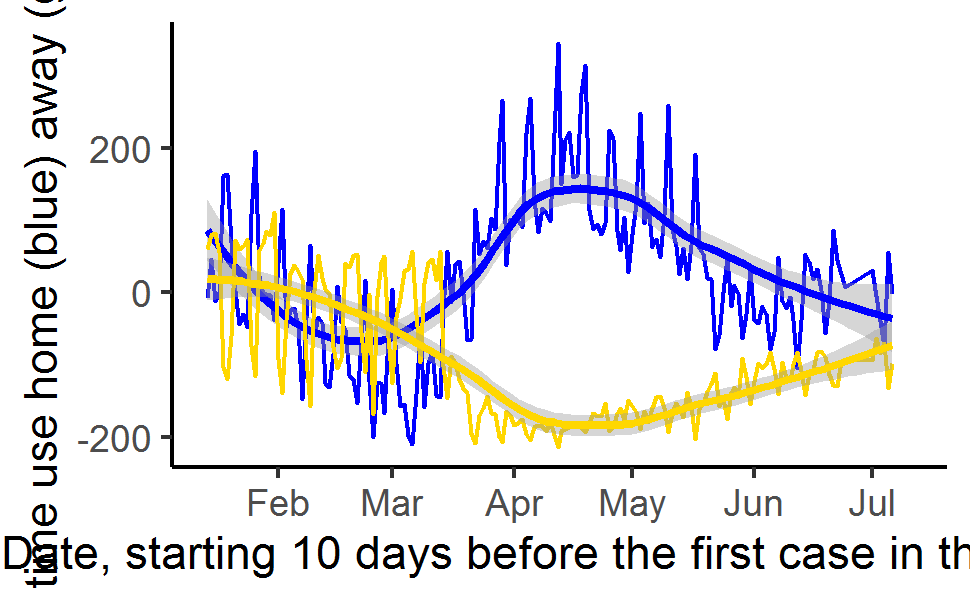 time use home (blue) away (
200
0
-200
Feb Mar Apr May Jun Jul
Date, starting 10 days before the first case in